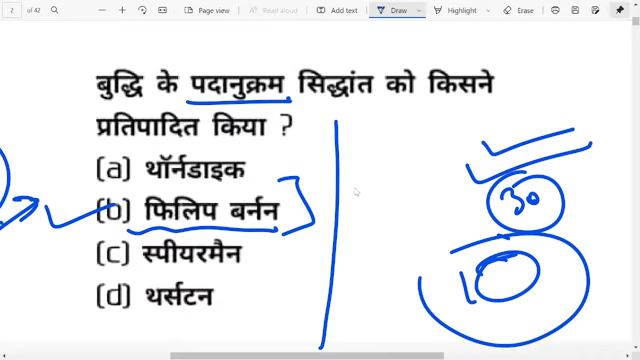 2 of 42
Page view
Read aloud
Add text
Draw
Highlight
Erase
बुद्धि के पदानुक्रम सिद्धांत को किसने
प्रतिपादित किया ?
(a) थॉर्नडाइक
(b) फिलिप बर्नन
(c) स्पीयरमैन
(d) थर्सटन
30